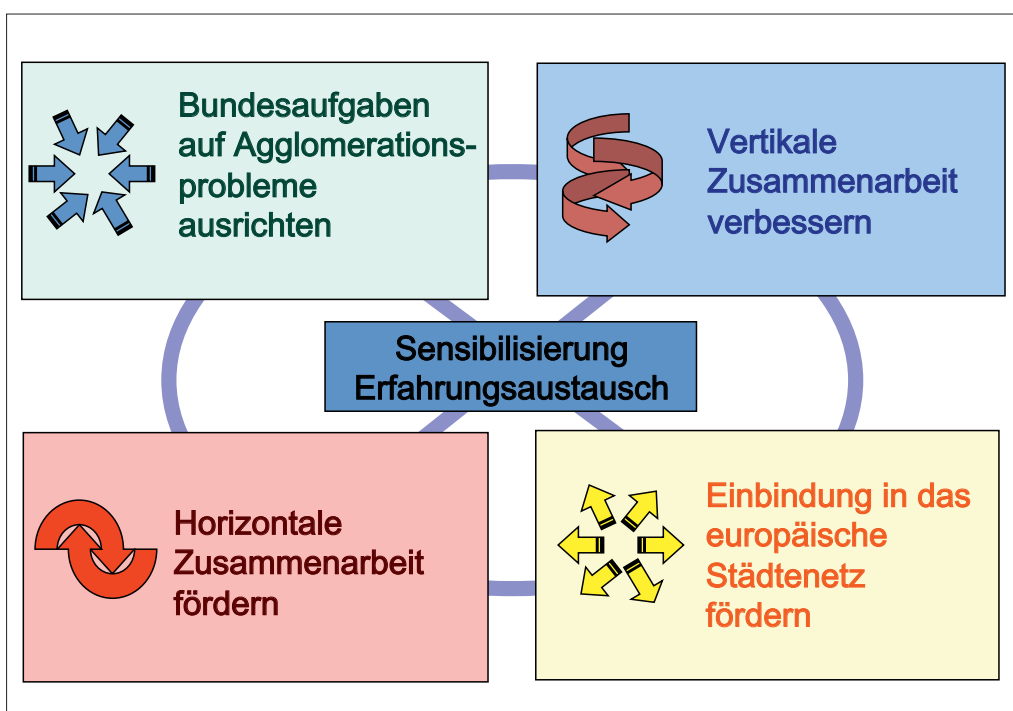 Bundesaufgaben
auf Agglomerations-
probleme
ausrichten
Vertikale
Zusammenarbeit
verbessern
Sensibilisierung
Erfahrungsaustausch
Horizontale
Zusammenarbeit
fördern
Einbindung in das
europäische
Städtenetz
fördern